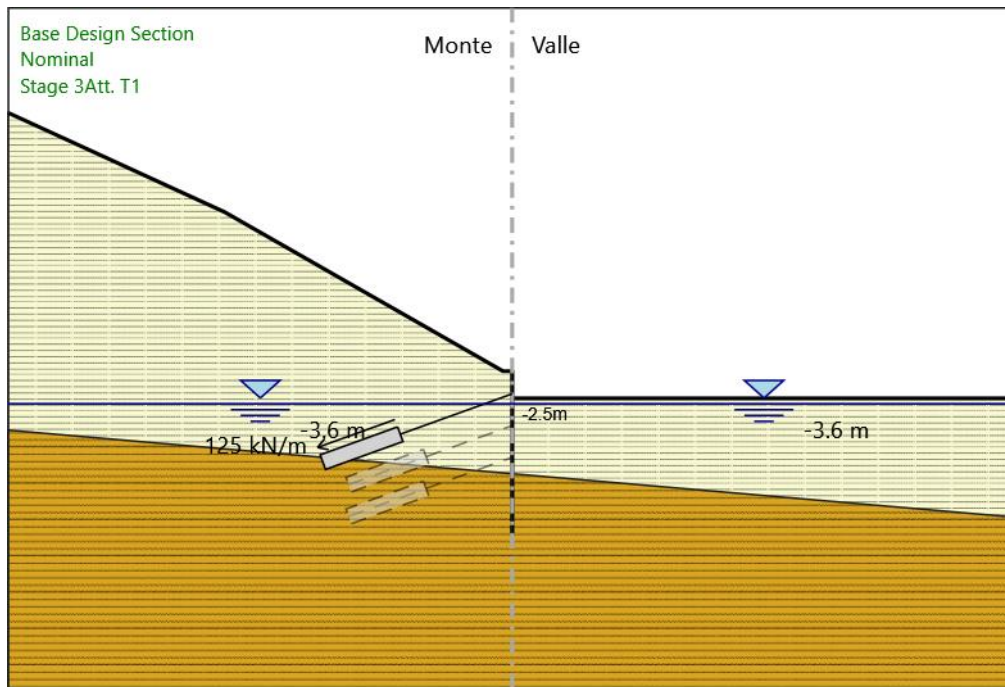 Base Design Section
Nominal
Stage 3Att. T1
Monte
Valle
-2.5m
-3.6 m
-3.6 m
125 kN/m